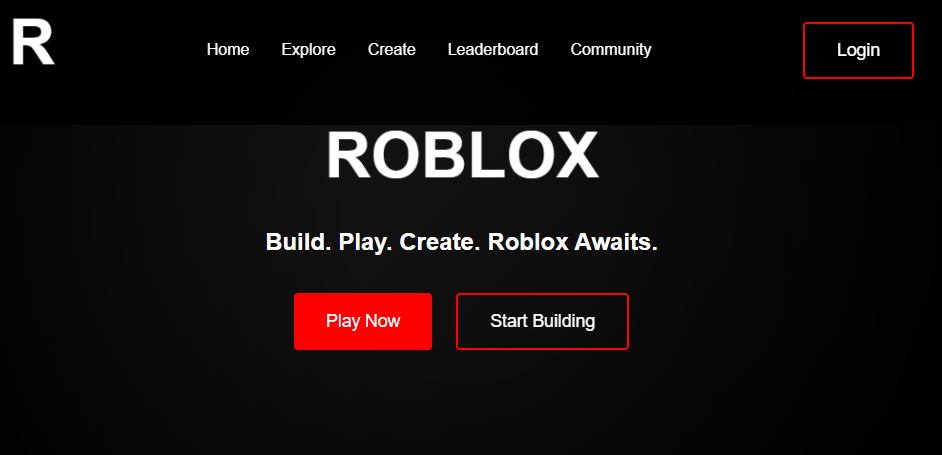 R
Home Explore Create Leaderboard Community Login
ROBLOX
Build. Play. Create. Roblox Awaits.
Play Now Start Building